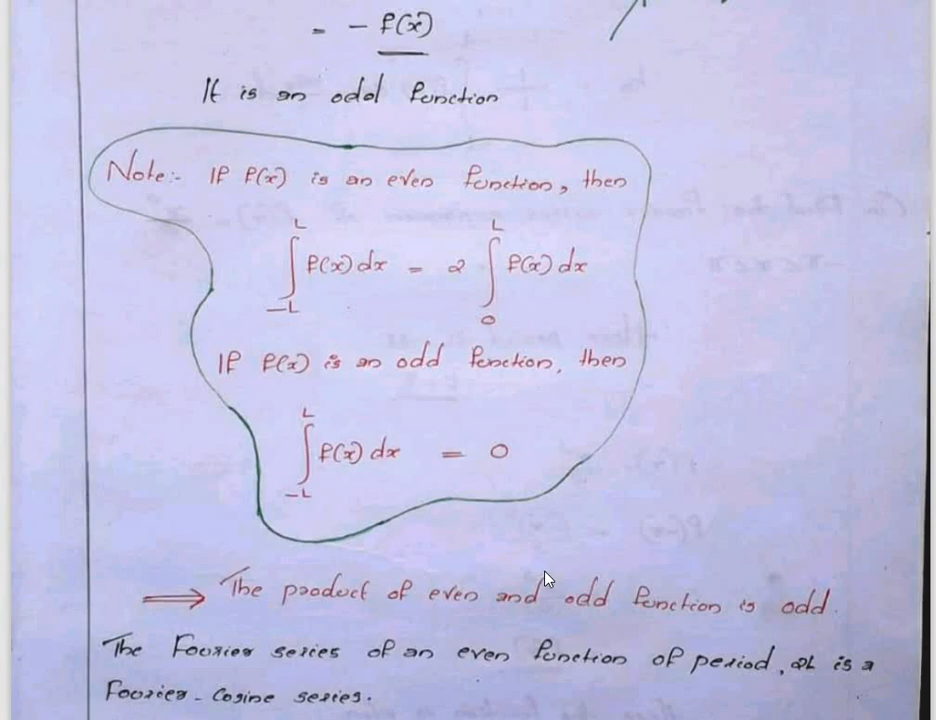 = - f(x)
It is an odd function
Note:- If f(x) is an even function, then
∫_{-L}^{L} f(x) dx = 2 ∫_{0}^{L} f(x) dx
If f(x) is an odd function, then
∫_{-L}^{L} f(x) dx = 0
⟹ The product of even and odd function is odd.
The Fourier series of an even function of period, 2L is a
Fourier - Cosine series.